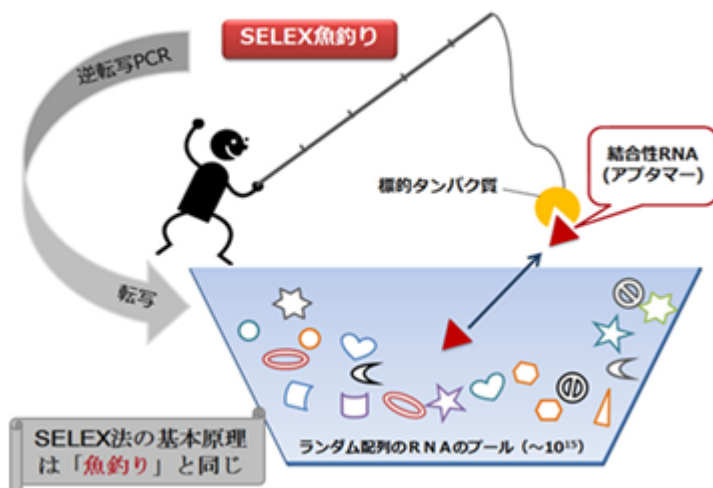 SELEX魚釣り
逆転写PCR
結合性RNA
(アプタマー)
標的タンパク質
転写
SELEX法の基本原理
は「魚釣り」と同じ
ランダム配列のＲＮＡのプール（～10¹⁵）